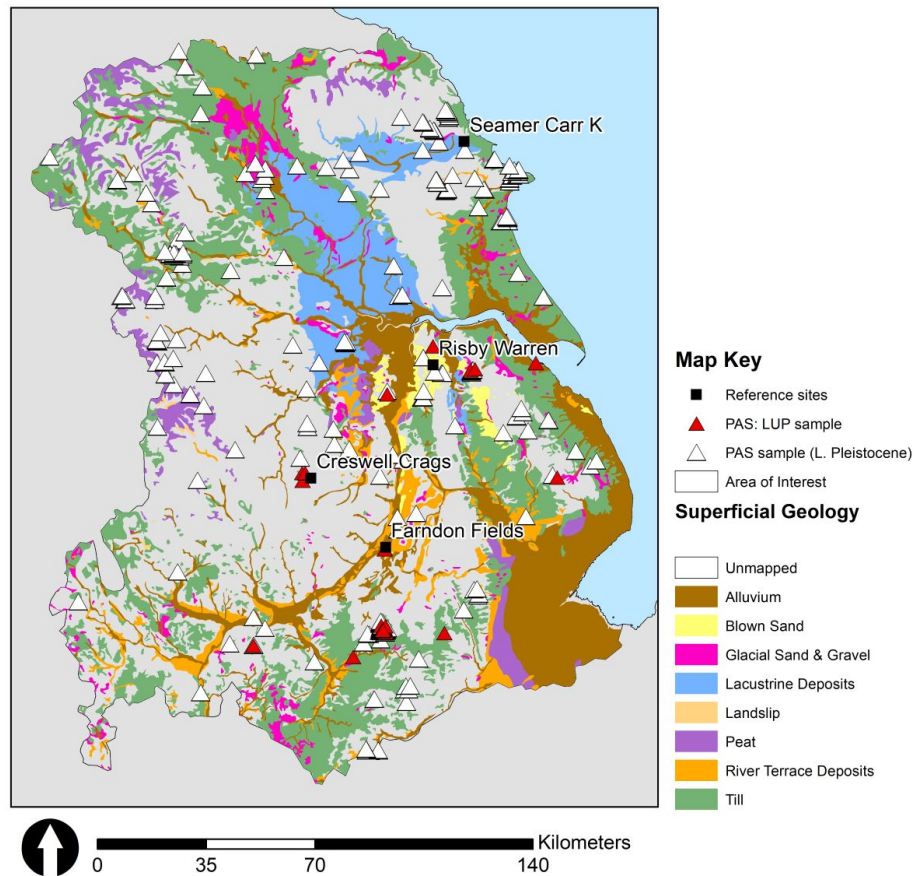 Seamer Carr K
Risby Warren
Creswell Crags
Farndon Fields
Map Key
Reference sites
PAS: LUP sample
PAS sample (L. Pleistocene)
Area of Interest
Superficial Geology
Unmapped
Alluvium
Blown Sand
Glacial Sand & Gravel
Lacustrine Deposits
Landslip
Peat
River Terrace Deposits
Till
Kilometers
0 35 70 140